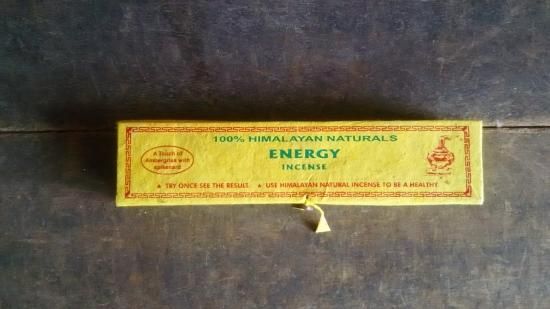 100% HIMALAYAN NATURALS
A Touch of
Ambergrise with
spikenard
ENERGY
INCENSE
▲ TRY ONCE SEE THE RESULT. ▲ USE HIMALAYAN NATURAL INCENSE TO BE A HEALTHY.